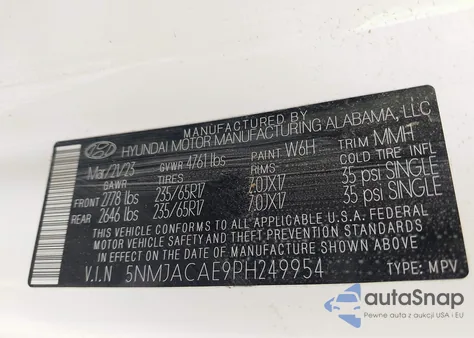 MANUFACTURED BY
HYUNDAI MOTOR MANUFACTURING ALABAMA, LLC
Mar/21/23 GVWR 4761 lbs PAINT W6H TRIM MMH
GAWR TIRES RIMS- COLD TIRE INFL
FRONT 2778 lbs 235/65R17 7.0JX17 35 psi SINGLE
REAR 2646 lbs 235/65R17 7.0JX17 35 psi SINGLE
THIS VEHICLE CONFORMS TO ALL APPLICABLE U.S.A FEDERAL
MOTOR VEHICLE SAFETY, BUMPER, AND THEFT PREVENTION STANDARDS
IN EFFECT ON THE DATE OF MANUFACTURE SHOWN ABOVE
V.I.N 5NMJACAE9PH249954 TYPE: MPV
autoSnap
Pewne auta z USA i EU